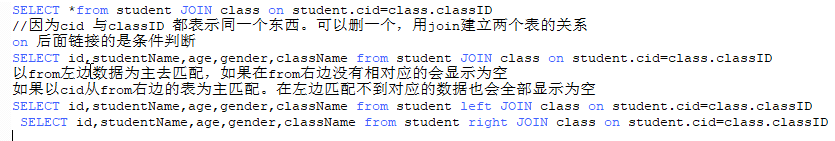 SELECT *from student JOIN class on student.cid=class.classID
//因为cid 与classID 都表示同一个东西。可以删一个，用join建立两个表的关系
on 后面链接的是条件判断
SELECT id,studentName,age,gender,className from student JOIN class on student.cid=class.classID
以from左边数据为主去匹配，如果在from右边没有相对应的会显示为空
如果以cid从from右边的表为主匹配。在左边匹配不到对应的数据也会全部显示为空
SELECT id,studentName,age,gender,className from student left JOIN class on student.cid=class.classID
SELECT id,studentName,age,gender,className from student right JOIN class on student.cid=class.classID